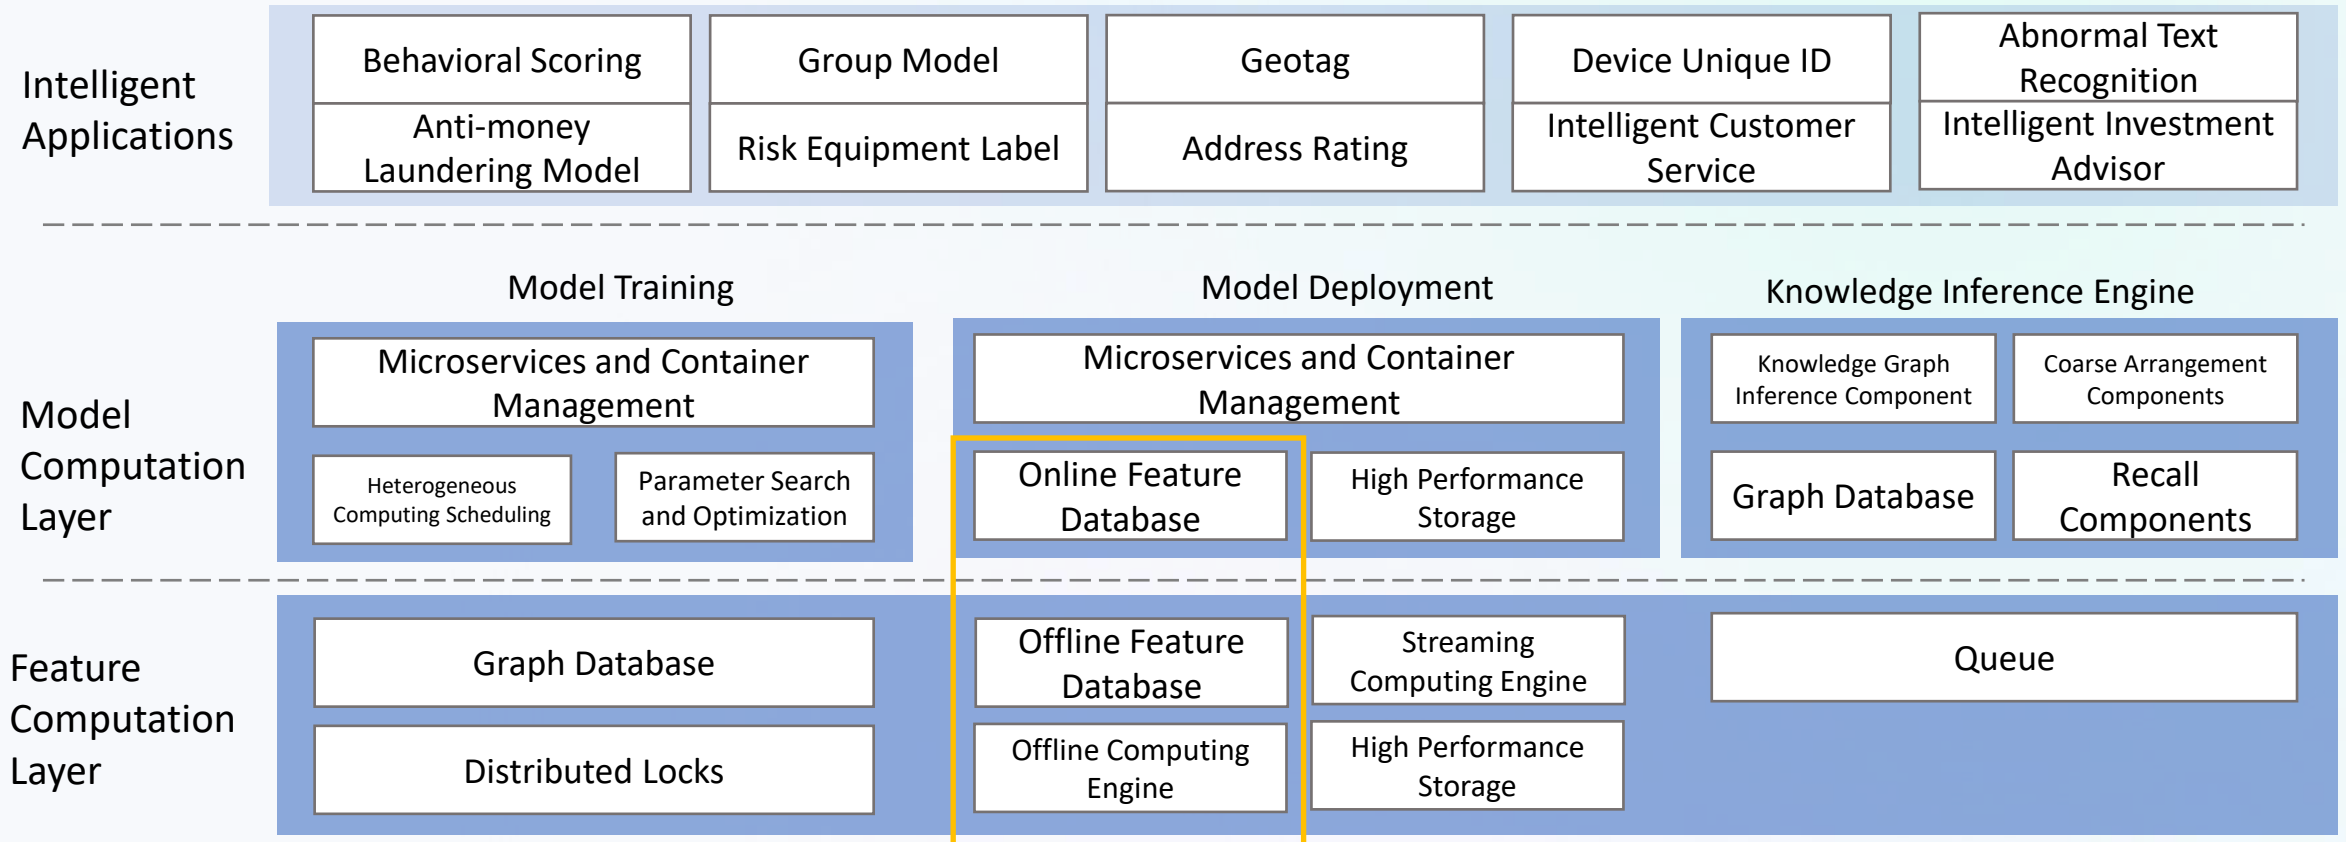 Intelligent
Applications
Behavioral Scoring
Group Model
Geotag
Device Unique ID
Abnormal Text
Recognition
Anti-money
Laundering Model
Risk Equipment Label
Address Rating
Intelligent Customer
Service
Intelligent Investment
Advisor
Model Training
Model Deployment
Knowledge Inference Engine
Model
Computation
Layer
Microservices and Container
Management
Heterogeneous
Computing Scheduling
Parameter Search
and Optimization
Microservices and Container
Management
Online Feature
Database
High Performance
Storage
Knowledge Graph
Inference Component
Coarse Arrangement
Components
Graph Database
Recall
Components
Feature
Computation
Layer
Graph Database
Distributed Locks
Offline Feature
Database
Streaming
Computing Engine
Offline Computing
Engine
High Performance
Storage
Queue